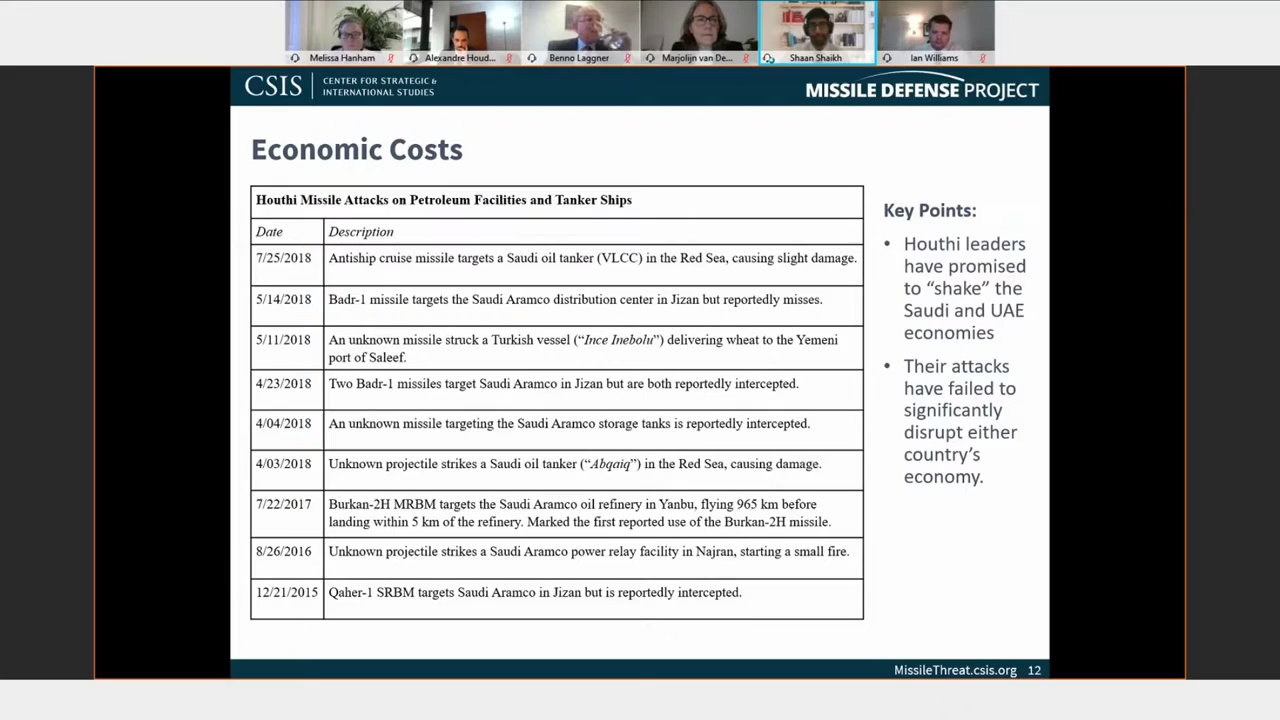 Melissa Hanham
Alexandre Houd...
Benno Laggner
Marjolijn van De...
Shaan Shaikh
Ian Williams
CSIS
CENTER FOR STRATEGIC &
INTERNATIONAL STUDIES
MISSILE DEFENSE PROJECT
Economic Costs
Houthi Missile Attacks on Petroleum Facilities and Tanker Ships
Date Description
7/25/2018 Antiship cruise missile targets a Saudi oil tanker (VLCC) in the Red Sea, causing slight damage.
5/14/2018 Badr-1 missile targets the Saudi Aramco distribution center in Jizan but reportedly misses.
5/11/2018 An unknown missile struck a Turkish vessel (“Ince Inebolu”) delivering wheat to the Yemeni
port of Saleef.
4/23/2018 Two Badr-1 missiles target Saudi Aramco in Jizan but are both reportedly intercepted.
4/04/2018 An unknown missile targeting the Saudi Aramco storage tanks is reportedly intercepted.
4/03/2018 Unknown projectile strikes a Saudi oil tanker (“Abqaiq”) in the Red Sea, causing damage.
7/22/2017 Burkan-2H MRBM targets the Saudi Aramco oil refinery in Yanbu, flying 965 km before
landing within 5 km of the refinery. Marked the first reported use of the Burkan-2H missile.
8/26/2016 Unknown projectile strikes a Saudi Aramco power relay facility in Najran, starting a small fire.
12/21/2015 Qaher-1 SRBM targets Saudi Aramco in Jizan but is reportedly intercepted.
Key Points:
• Houthi leaders
have promised
to “shake” the
Saudi and UAE
economies
• Their attacks
have failed to
significantly
disrupt either
country’s
economy.
MissileThreat.csis.org 12